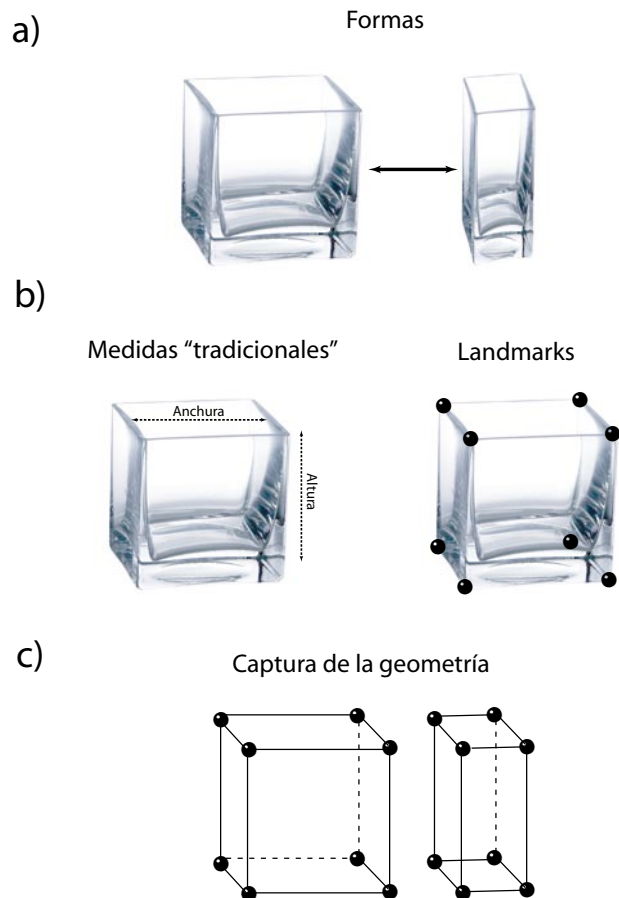 a)
Formas
b)
Medidas “tradicionales”
Landmarks
Anchura
Altura
c)
Captura de la geometría